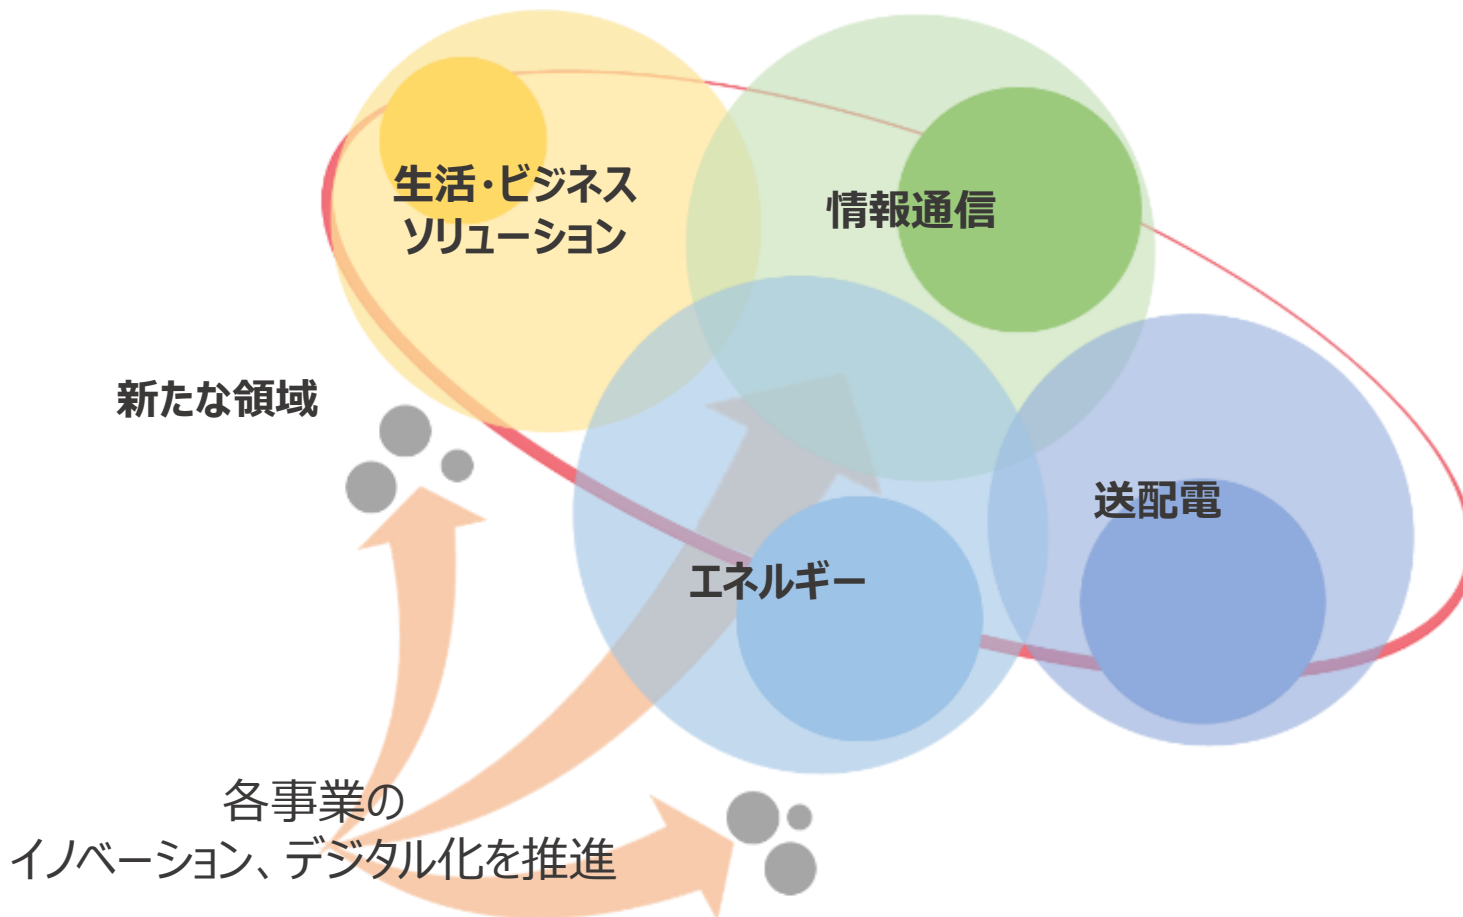 生活・ビジネス
ソリューション
情報通信
新たな領域
送配電
エネルギー
各事業の
イノベーション、デジタル化を推進